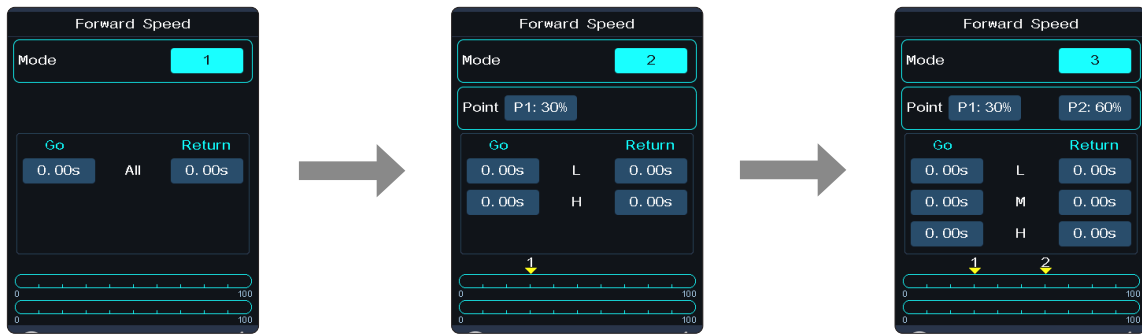 Forward Speed
Mode 1
Go Return
0.00s All 0.00s
0 100
0 100
Forward Speed
Mode 2
Point P1: 30%
Go Return
0.00s L 0.00s
0.00s H 0.00s
1
0 100
0 100
Forward Speed
Mode 3
Point P1: 30% P2: 60%
Go Return
0.00s L 0.00s
0.00s M 0.00s
0.00s H 0.00s
1 2
0 100
0 100